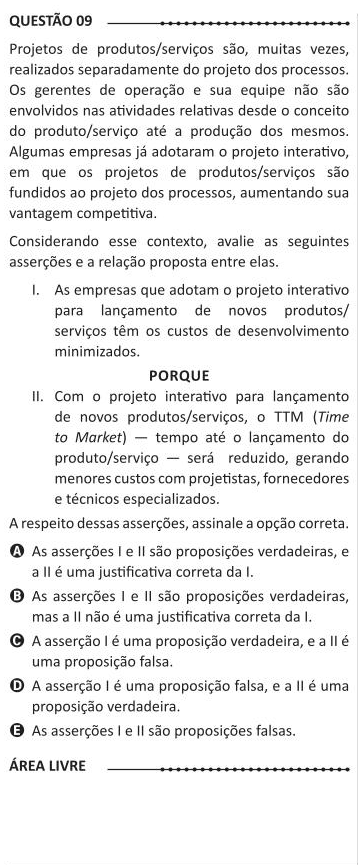 QUESTÃO 09
Projetos de produtos/serviços são, muitas vezes,
realizados separadamente do projeto dos processos.
Os gerentes de operação e sua equipe não são
envolvidos nas atividades relativas desde o conceito
do produto/serviço até a produção dos mesmos.
Algumas empresas já adotaram o projeto interativo,
em que os projetos de produtos/serviços são
fundidos ao projeto dos processos, aumentando sua
vantagem competitiva.
Considerando esse contexto, avalie as seguintes
asserções e a relação proposta entre elas.
I. As empresas que adotam o projeto interativo
para lançamento de novos produtos/
serviços têm os custos de desenvolvimento
minimizados.
PORQUE
II. Com o projeto interativo para lançamento
de novos produtos/serviços, o TTM (Time
to Market) — tempo até o lançamento do
produto/serviço — será reduzido, gerando
menores custos com projetistas, fornecedores
e técnicos especializados.
A respeito dessas asserções, assinale a opção correta.
A As asserções I e II são proposições verdadeiras, e
a II é uma justificativa correta da I.
B As asserções I e II são proposições verdadeiras,
mas a II não é uma justificativa correta da I.
C A asserção I é uma proposição verdadeira, e a II é
uma proposição falsa.
D A asserção I é uma proposição falsa, e a II é uma
proposição verdadeira.
E As asserções I e II são proposições falsas.
ÁREA LIVRE